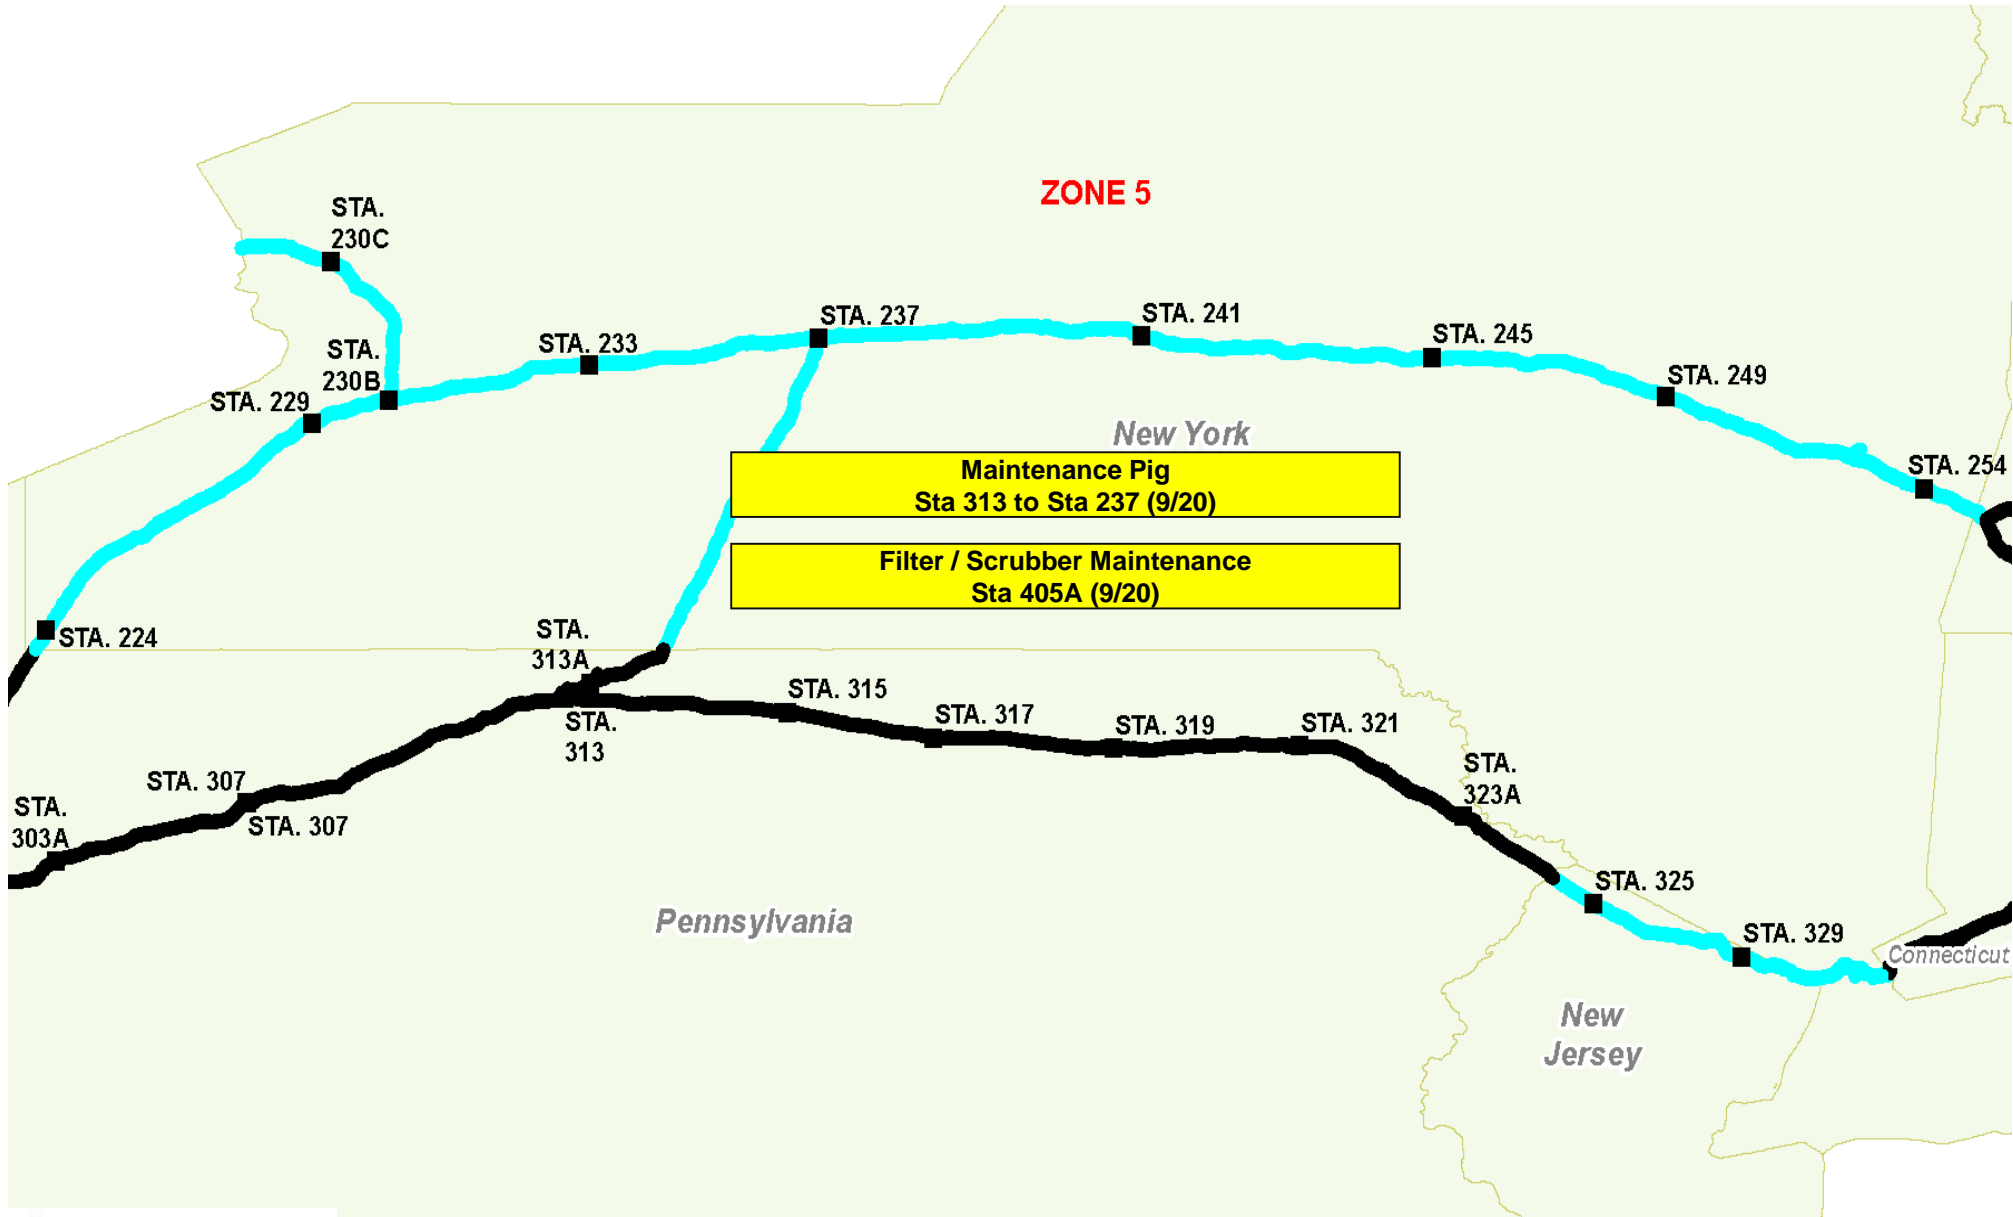 ZONE 5
STA.
230C
STA. 237
STA. 241
STA. 233
STA. 245
STA.
230B
STA. 249
STA. 229
New York
Maintenance Pig
Sta 313 to Sta 237 (9/20)
STA. 254
Filter / Scrubber Maintenance
Sta 405A (9/20)
STA. 224
STA.
313A
STA. 315
STA. 317
STA. 319
STA. 321
STA.
313
STA.
323A
STA. 307
STA. 307
STA.
303A
STA. 325
Pennsylvania
STA. 329
Connecticut
New
Jersey